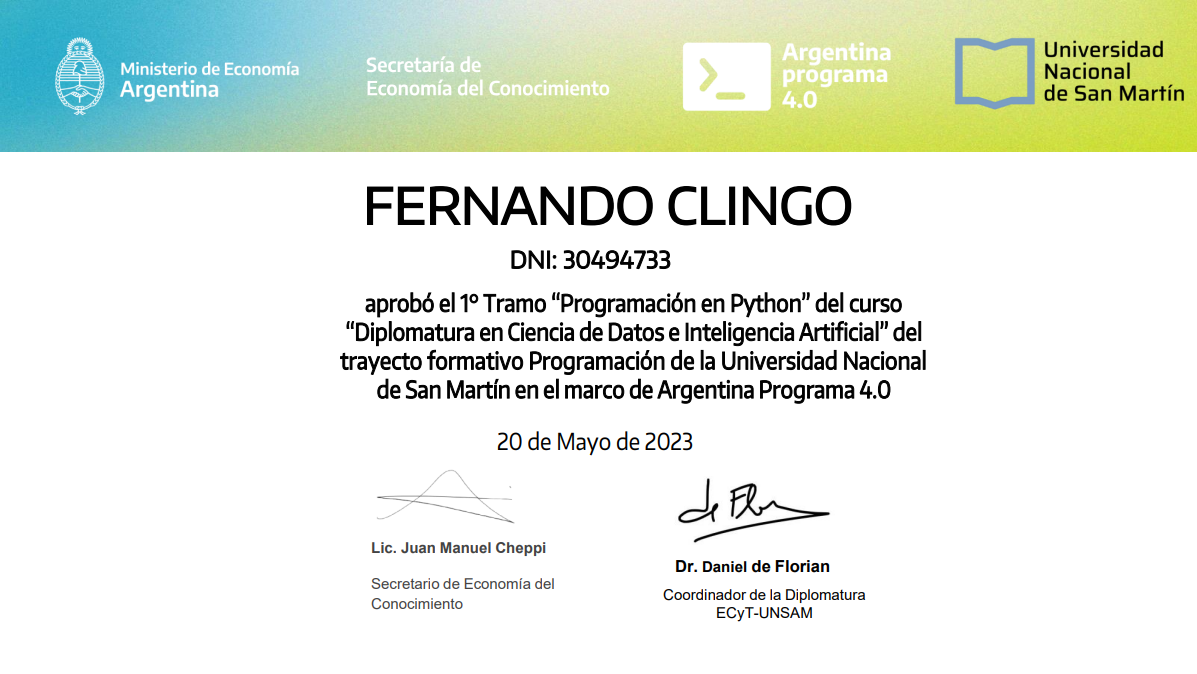 Ministerio de Economía
Argentina
Secretaría de
Economía del Conocimiento
Argentina
programa
4.0
Universidad
Nacional
de San Martín
FERNANDO CLINGO
DNI: 30494733
aprobó el 1° Tramo “Programación en Python” del curso
“Diplomatura en Ciencia de Datos e Inteligencia Artificial” del
trayecto formativo Programación de la Universidad Nacional
de San Martín en el marco de Argentina Programa 4.0
20 de Mayo de 2023
de Flor
Lic. Juan Manuel Cheppi
Secretario de Economía del
Conocimiento
Dr. Daniel de Florian
Coordinador de la Diplomatura
ECyT-UNSAM